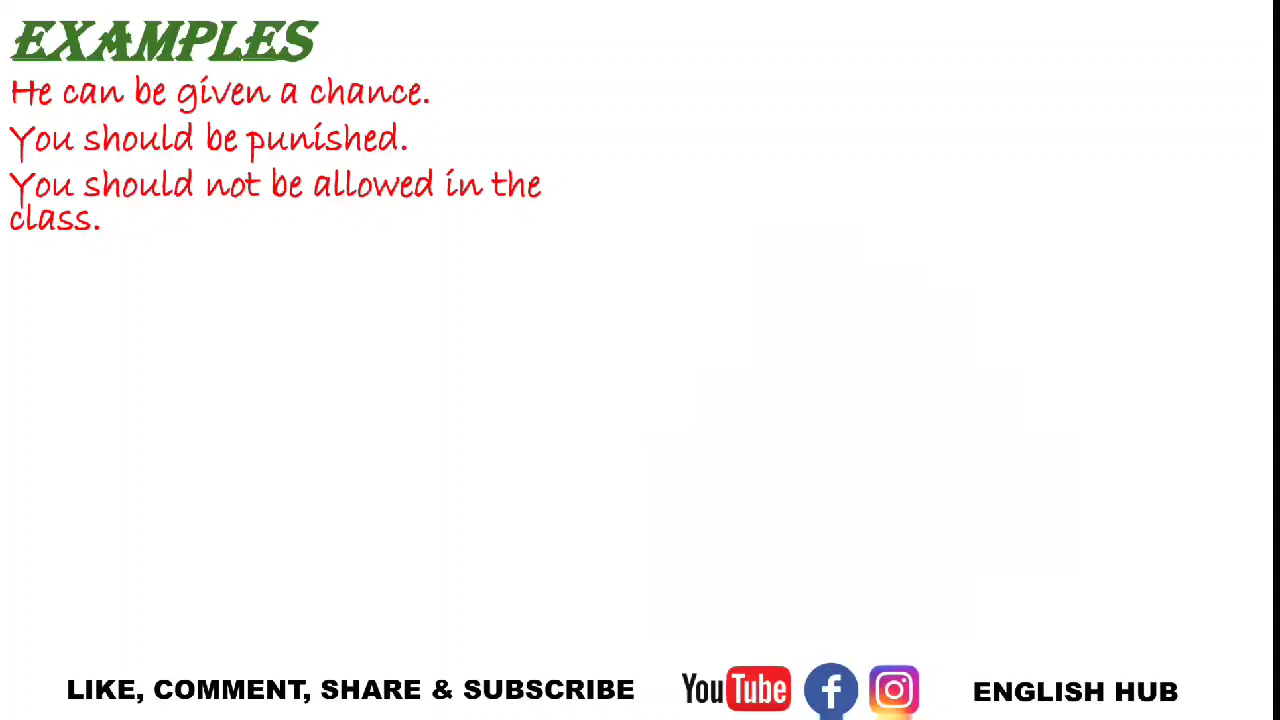 EXAMPLES
He can be given a chance.
You should be punished.
You should not be allowed in the
class.
LIKE, COMMENT, SHARE & SUBSCRIBE YouTube f ENGLISH HUB